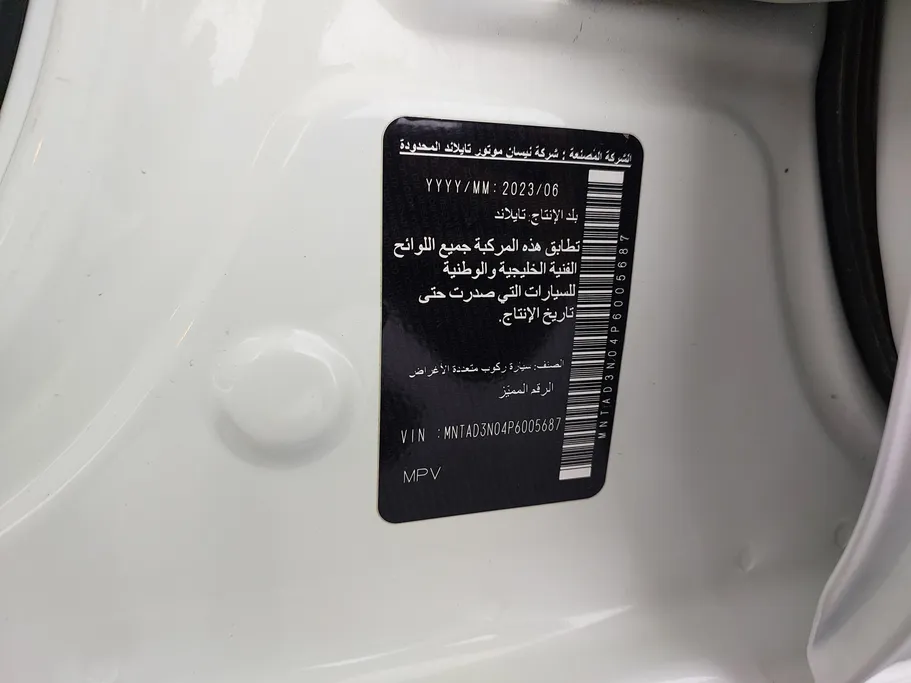 الشركة المصنعة : شركة نيسان موتور تايلاند المحدودة
YYYY/MM: 2023/06
بلد الإنتاج: تايلاند
تطابق هذه المركبة جميع اللوائح
الفنية الخليجية والوطنية
للسيارات التي صدرت حتى
تاريخ الإنتاج.
الصنف: سيارة ركوب متعددة الأغراض
الرقم المميّز
VIN :MNTAD3N04P6005687
MPV
MNTAD3N04P6005687